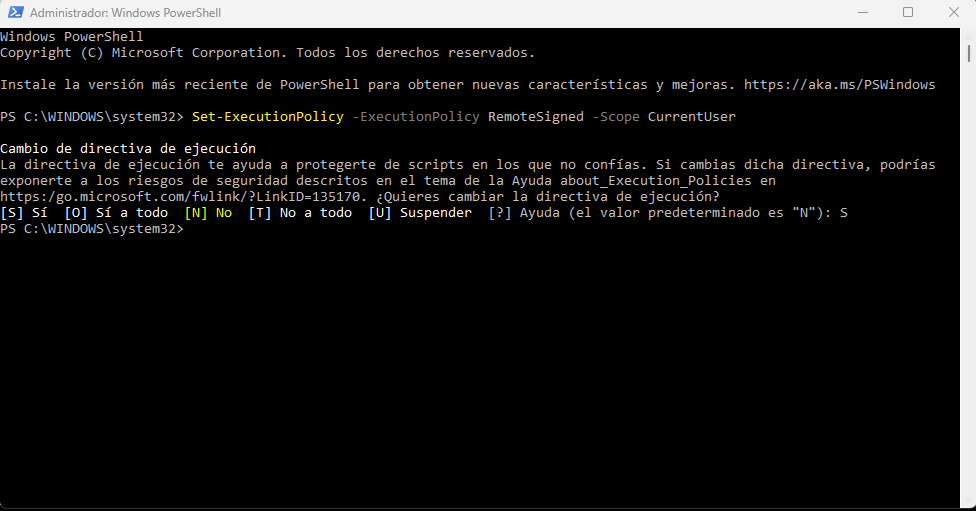 Administrador: Windows PowerShell
Windows PowerShell
Copyright (C) Microsoft Corporation. Todos los derechos reservados.
Instale la versión más reciente de PowerShell para obtener nuevas características y mejoras. https://aka.ms/PSWindows
PS C:\WINDOWS\system32> Set-ExecutionPolicy -ExecutionPolicy RemoteSigned -Scope CurrentUser
Cambio de directiva de ejecución
La directiva de ejecución te ayuda a protegerte de scripts en los que no confías. Si cambias dicha directiva, podrías
exponerte a los riesgos de seguridad descritos en el tema de la Ayuda about_Execution_Policies en
https:/go.microsoft.com/fwlink/?LinkID=135170. ¿Quieres cambiar la directiva de ejecución?
[S] Sí  [O] Sí a todo  [N] No  [T] No a todo  [U] Suspender  [?] Ayuda (el valor predeterminado es "N"): S
PS C:\WINDOWS\system32>